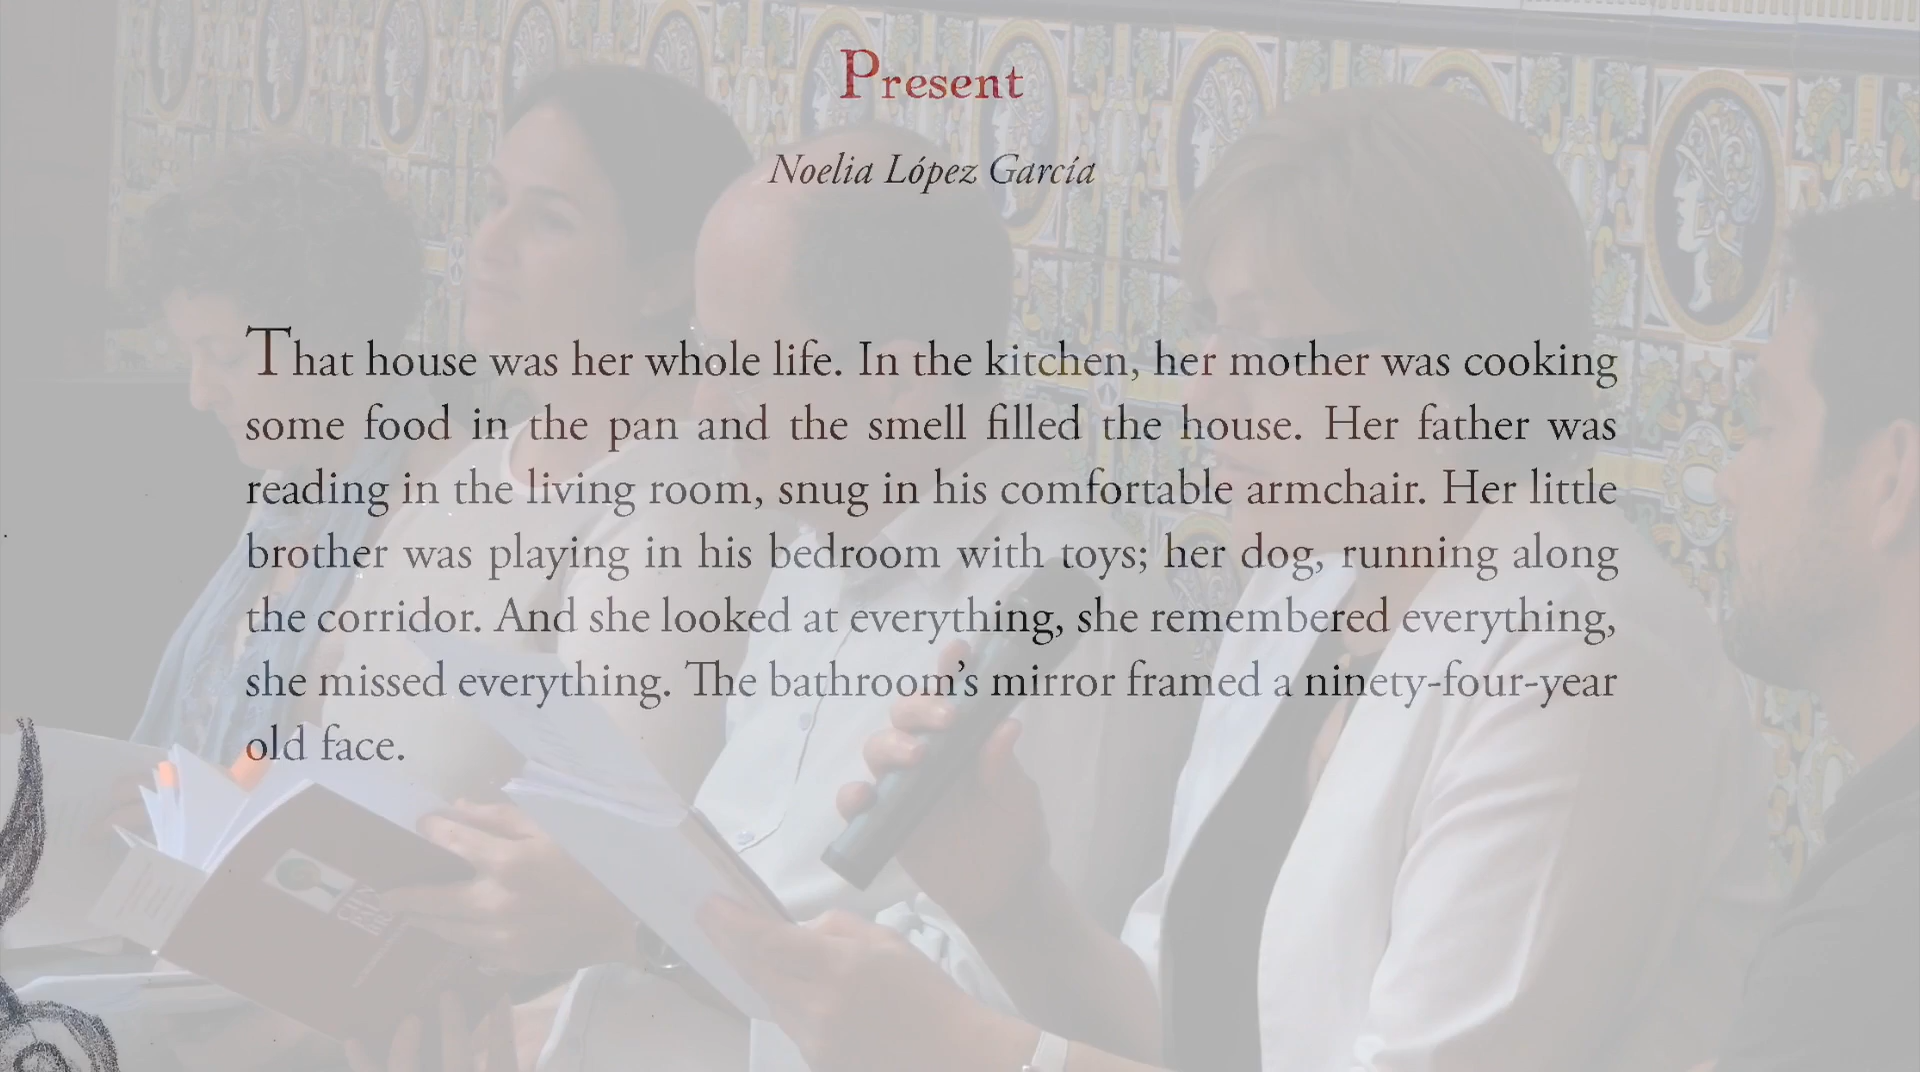 Present
Noelia López García
That house was her whole life. In the kitchen, her mother was cooking
some food in the pan and the smell filled the house. Her father was
reading in the living room, snug in his comfortable armchair. Her little
brother was playing in his bedroom with toys; her dog, running along
the corridor. And she looked at everything, she remembered everything,
she missed everything. The bathroom’s mirror framed a ninety-four-year
old face.